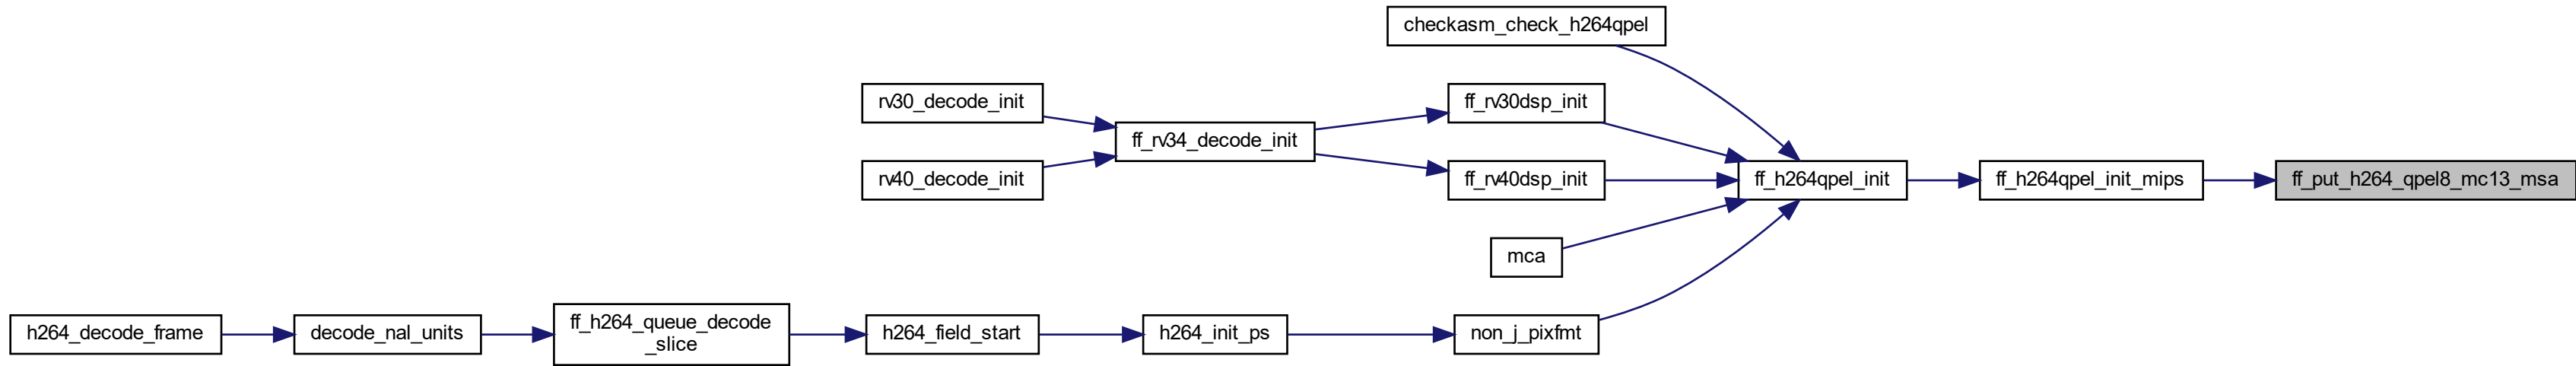 checkasm_check_h264qpel
rv30_decode_init
ff_rv30dsp_init
ff_rv34_decode_init
rv40_decode_init
ff_rv40dsp_init
ff_h264qpel_init
ff_h264qpel_init_mips
ff_put_h264_qpel8_mc13_msa
mca
h264_decode_frame
decode_nal_units
ff_h264_queue_decode
_slice
h264_field_start
h264_init_ps
non_j_pixfmt